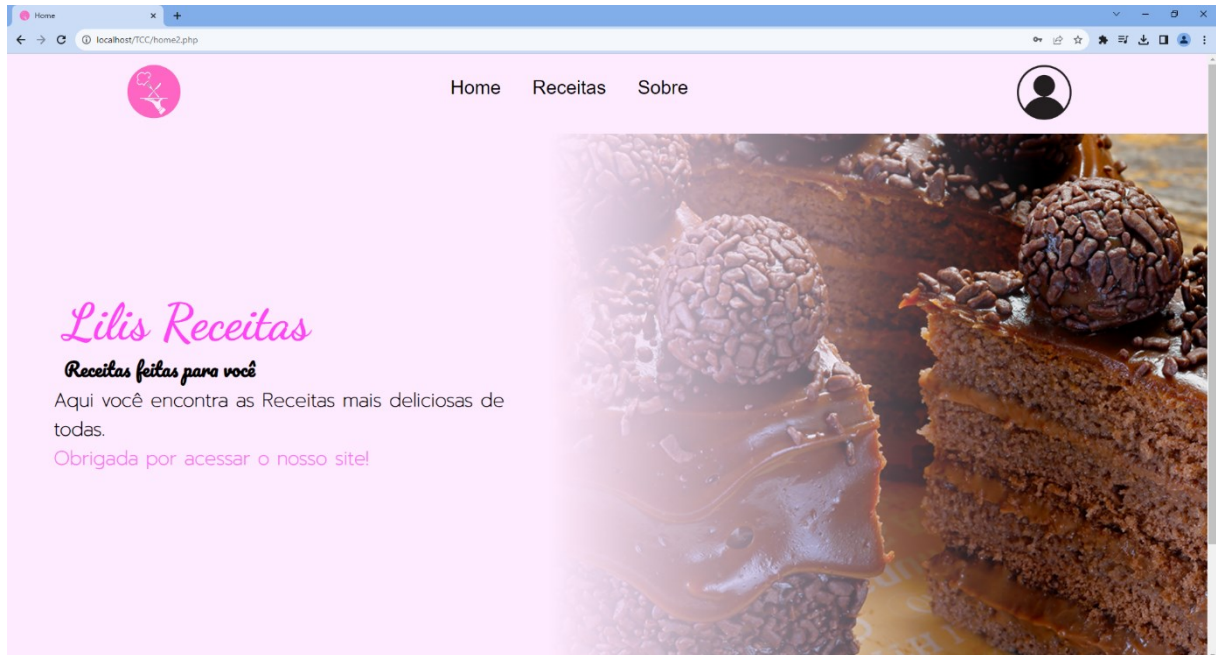 Home
localhost/TCC/home2.php
Home Receitas Sobre
Lilis Receitas
Receitas feitas para você
Aqui você encontra as Receitas mais deliciosas de
todas.
Obrigada por acessar o nosso site!